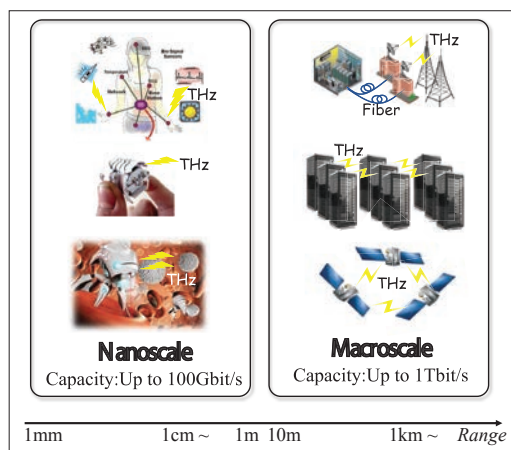 Temperature
THz
THz
THz
Nanoscale
Capacity:Up to 100Gbit/s
THz
Fiber
THz
THz
Macroscale
Capacity:Up to 1Tbit/s
1mm 1cm ~ 1m 10m 1km ~ Range